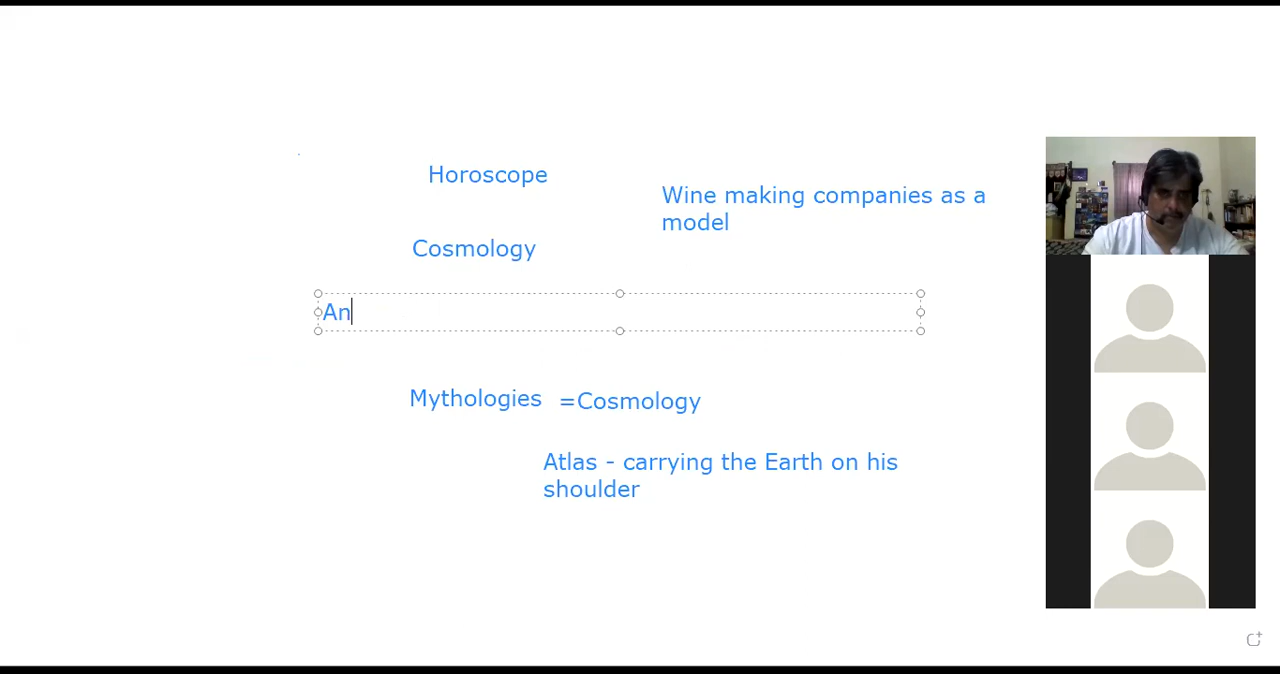 Horoscope
Wine making companies as a
model
Cosmology
An
Mythologies =Cosmology
Atlas - carrying the Earth on his
shoulder